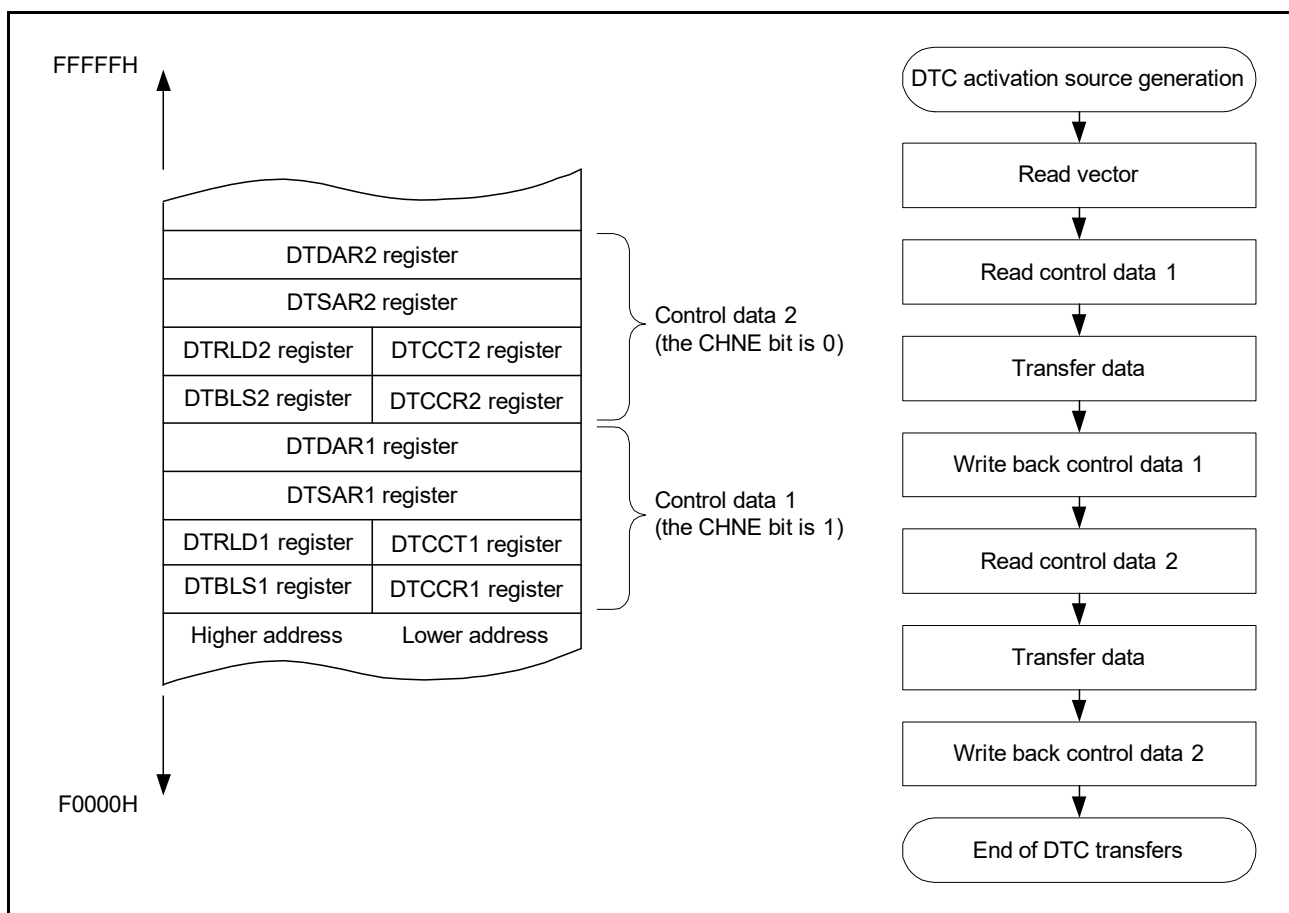 FFFFFH
DTDAR2 register
DTSAR2 register
DTRLD2 register DTCCT2 register
DTBLS2 register DTCCR2 register
DTDAR1 register
DTSAR1 register
DTRLD1 register DTCCT1 register
DTBLS1 register DTCCR1 register
Higher address Lower address
F0000H
Control data 2
(the CHNE bit is 0)
Control data 1
(the CHNE bit is 1)
DTC activation source generation
Read vector
Read control data 1
Transfer data
Write back control data 1
Read control data 2
Transfer data
Write back control data 2
End of DTC transfers